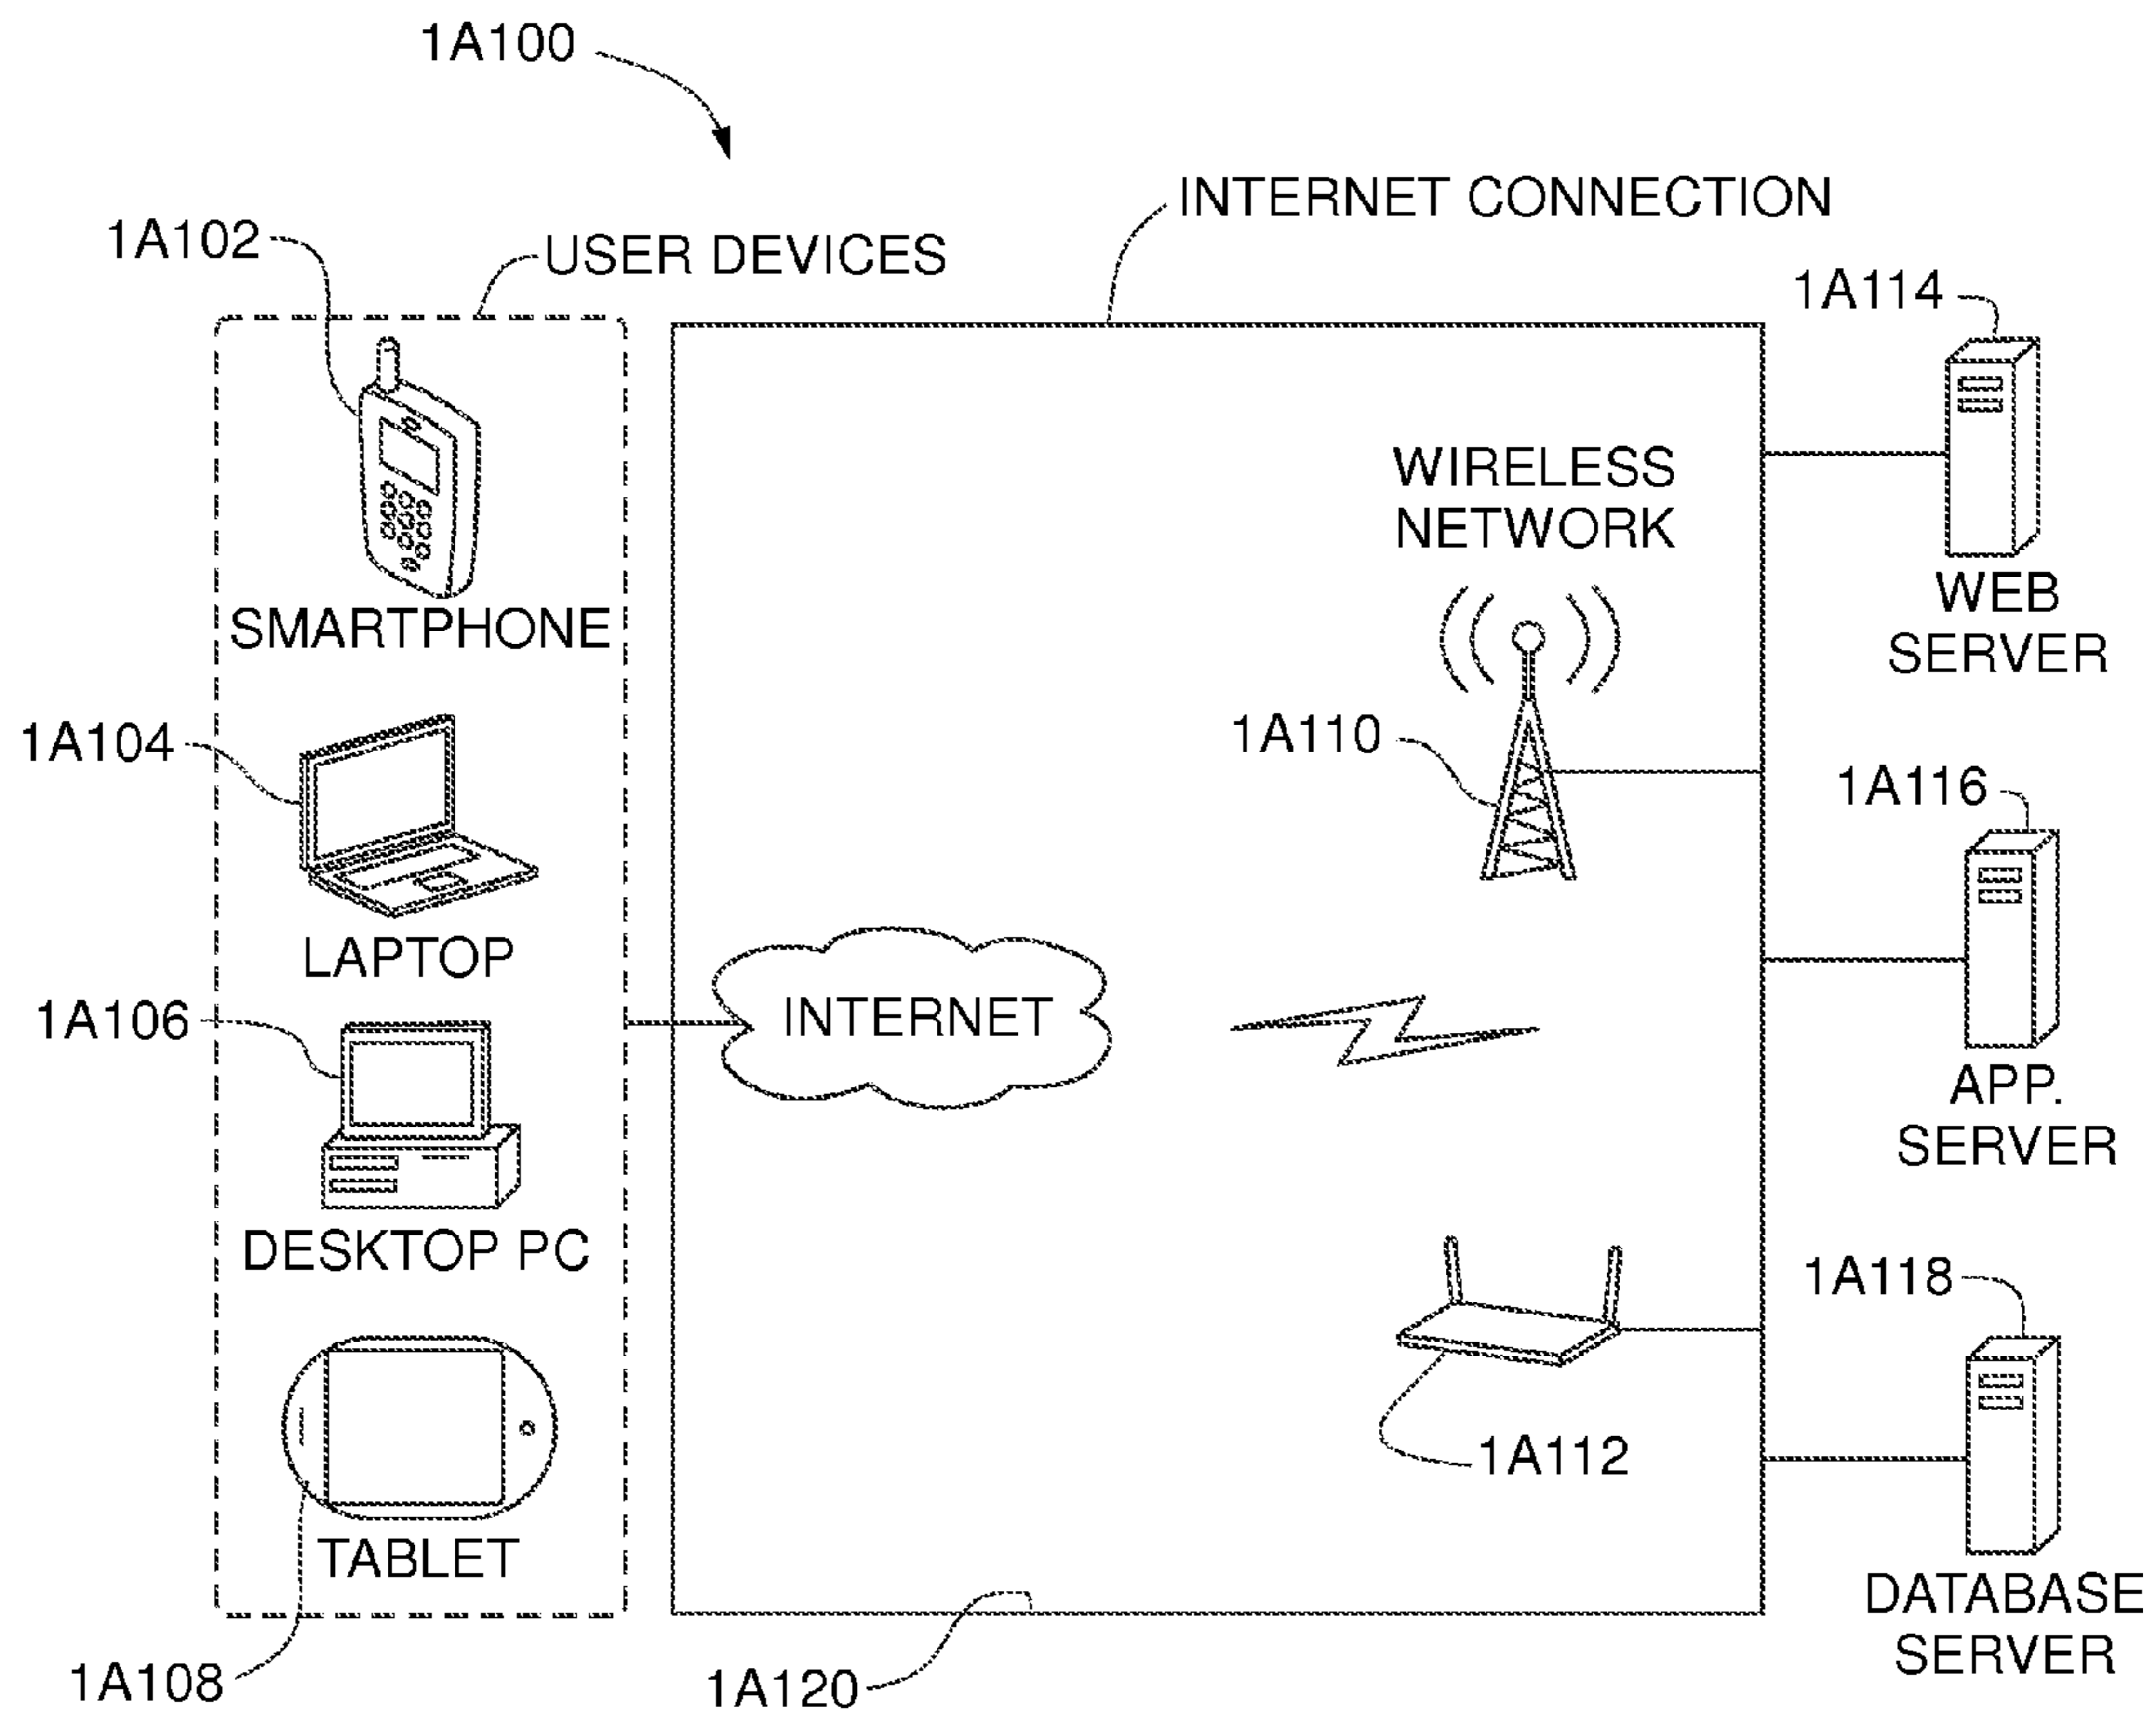 1A100
INTERNET CONNECTION
1A102
USER DEVICES
1A114
SMARTPHONE
WIRELESS
NETWORK
WEB
SERVER
1A104
1A110
1A116
LAPTOP
1A106
INTERNET
APP.
SERVER
DESKTOP PC
1A118
1A112
TABLET
DATABASE
SERVER
1A108
1A120